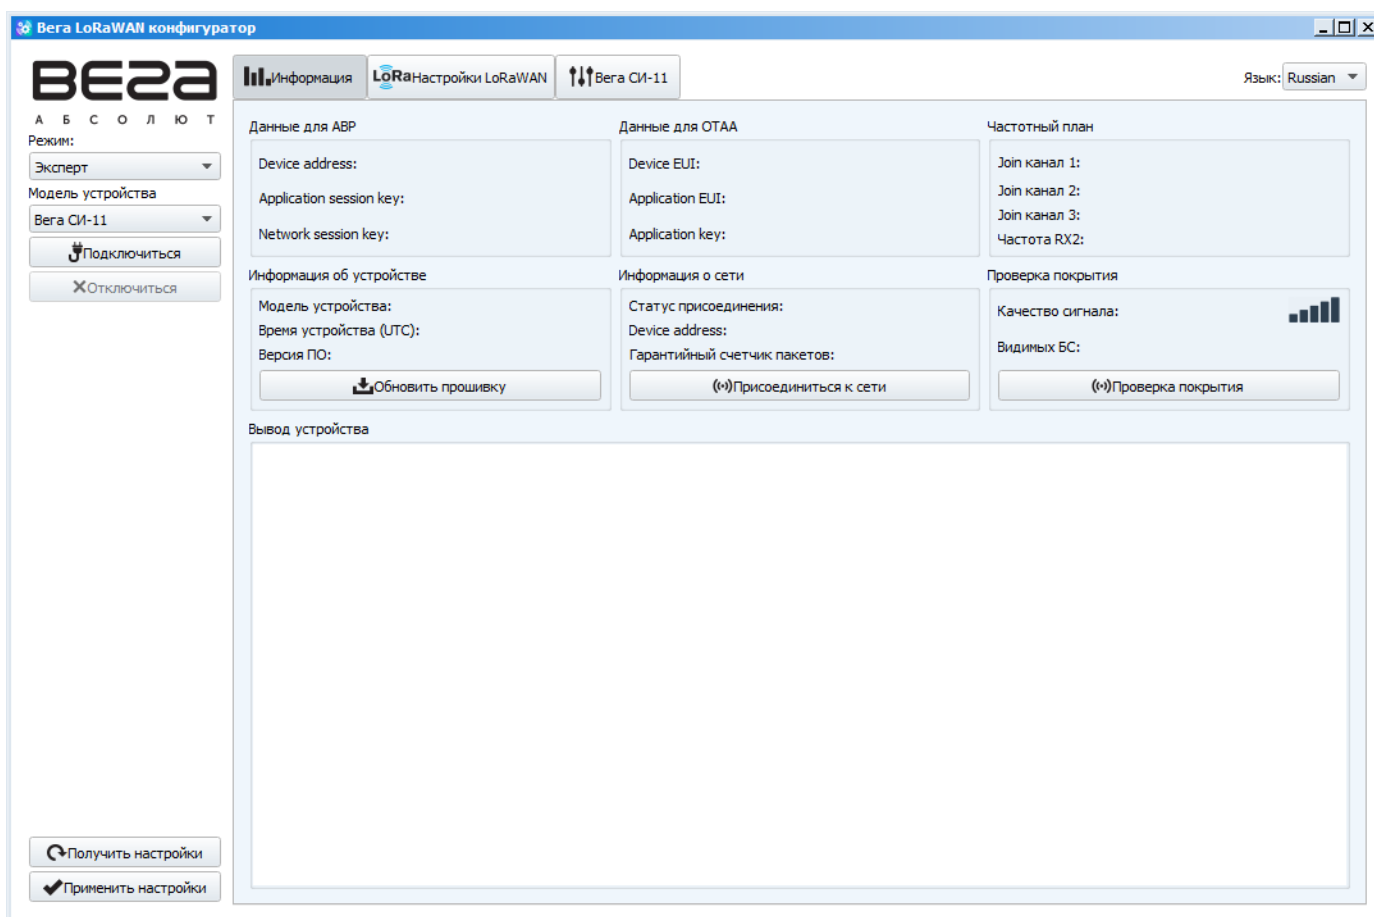 Вега LoRaWAN конфигуратор
ВЕГА
АБСОЛЮТ
Режим:
Эксперт
Модель устройства
Вега СИ-11
Подключиться
Отключиться
Получить настройки
Применить настройки
Информация
LoRa Настройки LoRaWAN
Вега СИ-11
Язык: Russian
Данные для ABP
Device address:
Application session key:
Network session key:
Данные для OTAA
Device EUI:
Application EUI:
Application key:
Частотный план
Join канал 1:
Join канал 2:
Join канал 3:
Частота RX2:
Информация об устройстве
Модель устройства:
Время устройства (UTC):
Версия ПО:
Обновить прошивку
Информация о сети
Статус присоединения:
Device address:
Гарантийный счетчик пакетов:
Присоединиться к сети
Проверка покрытия
Качество сигнала:
Видимых БС:
Проверка покрытия
Вывод устройства